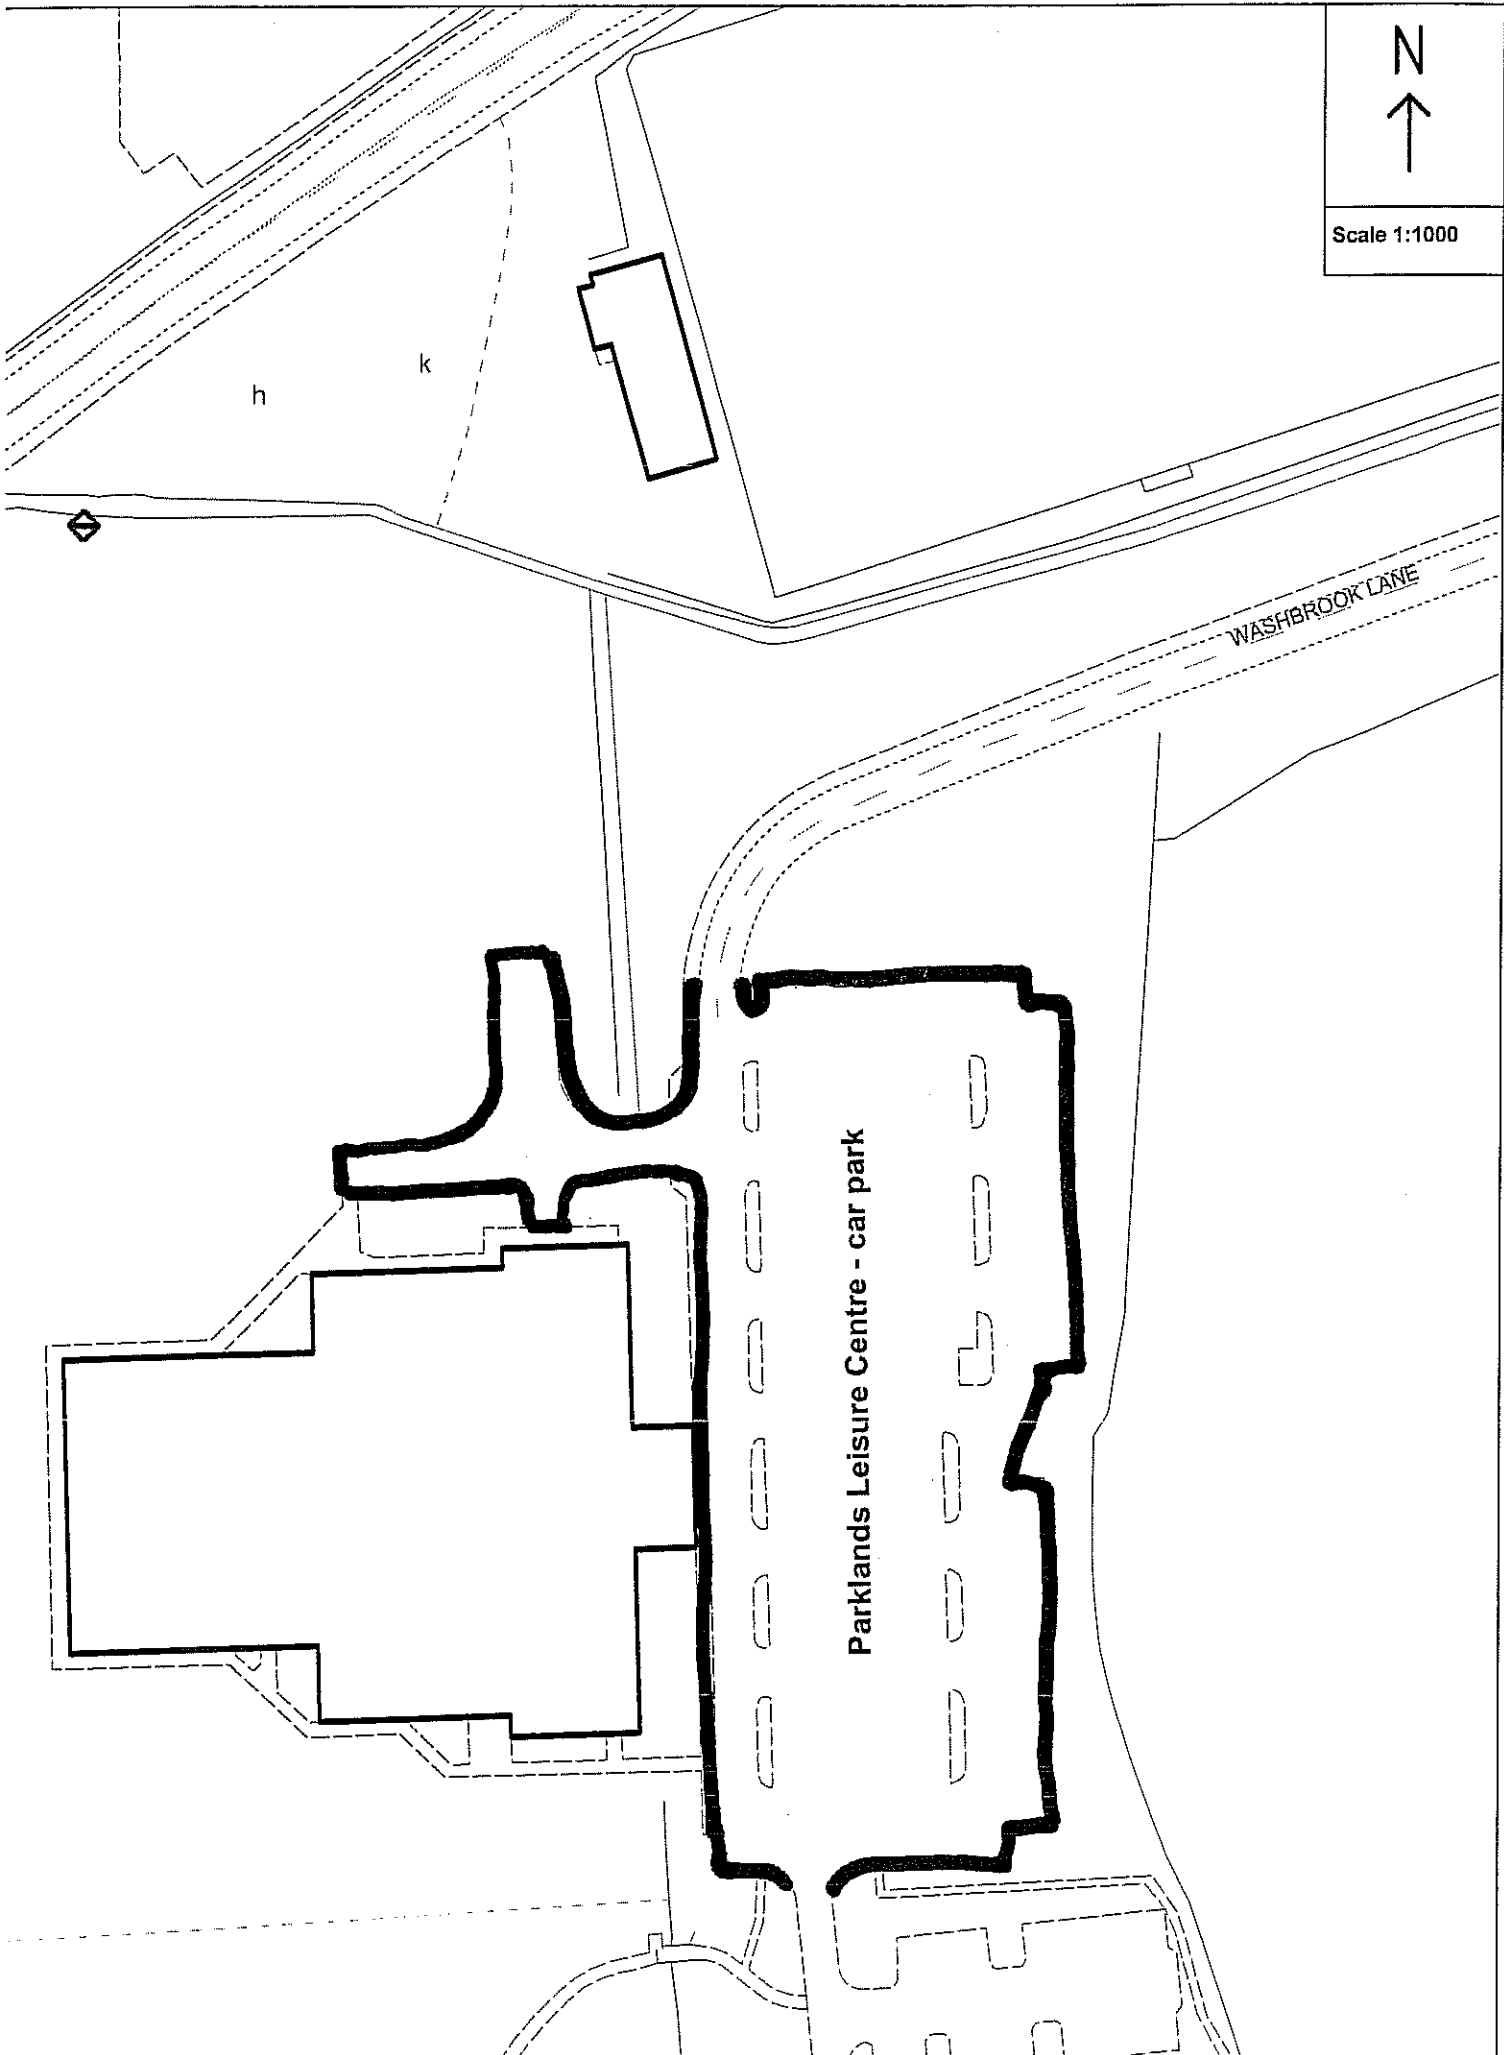 N
Scale 1:1000
k
h
WASHBROOK LANE
Parklands Leisure Centre - car park